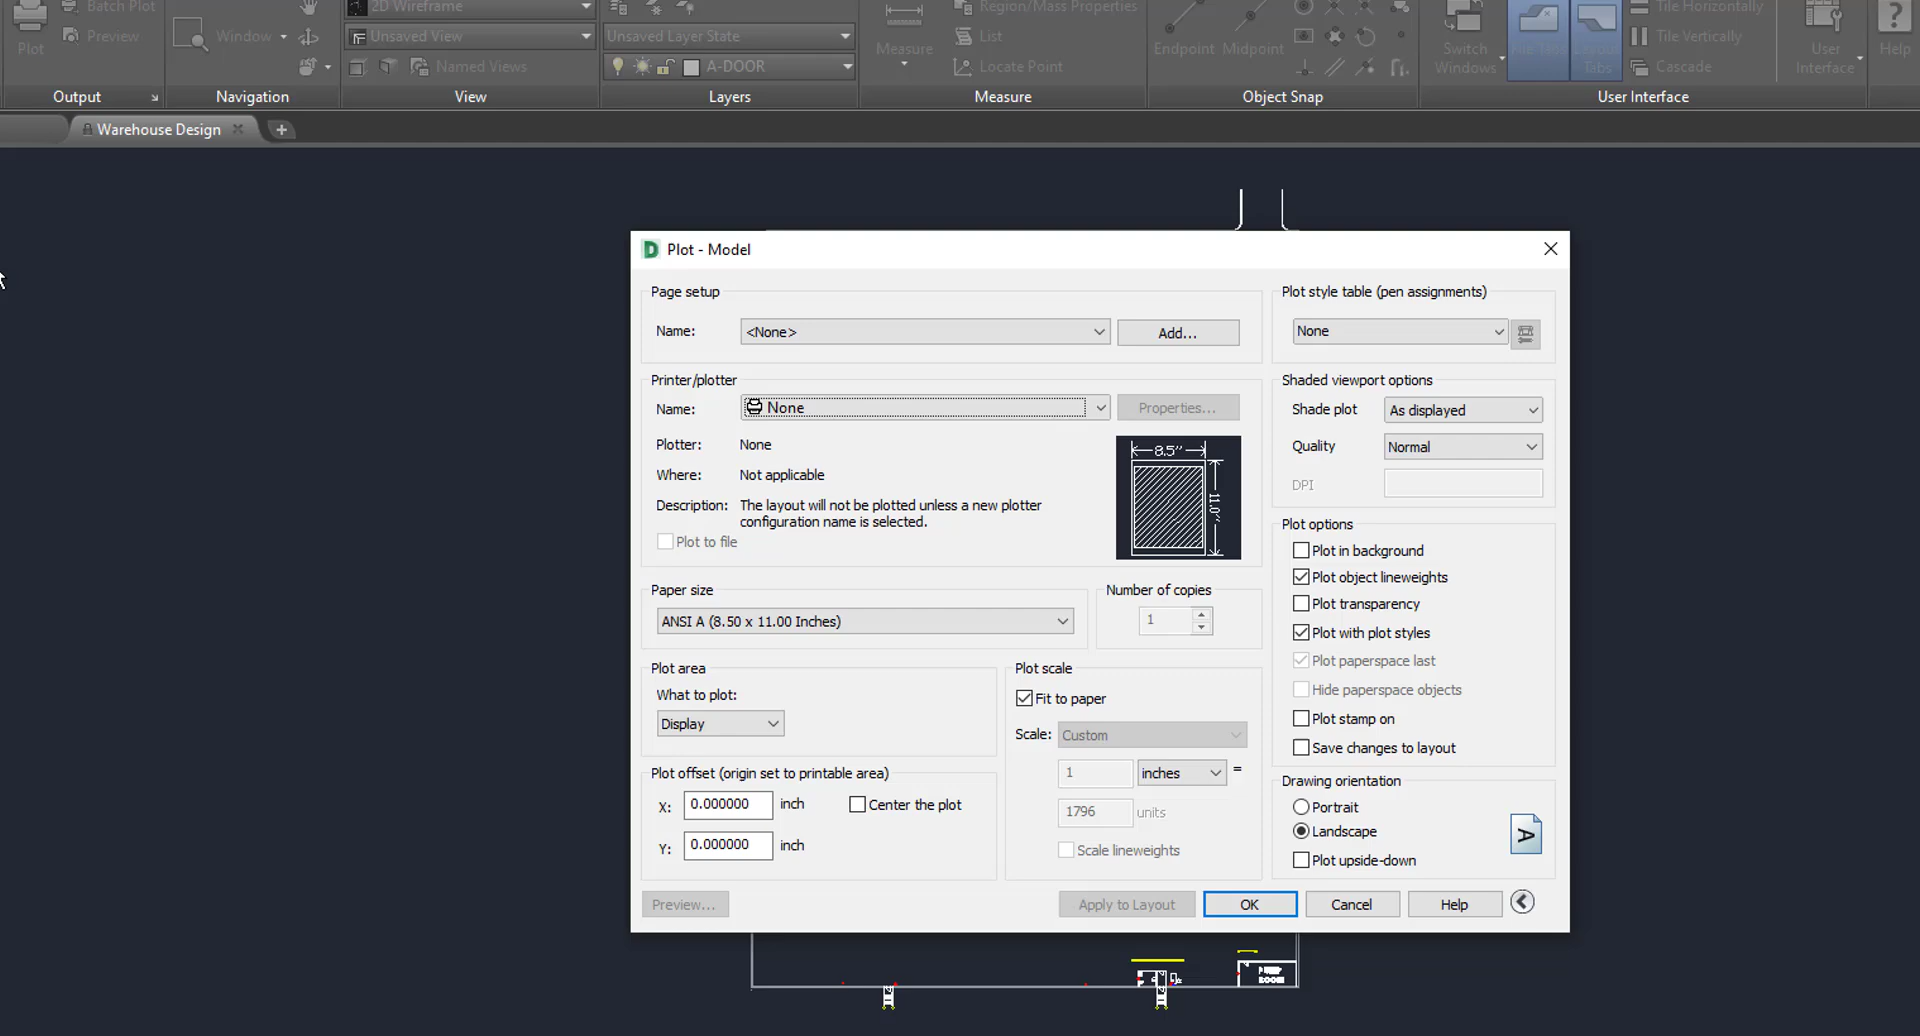 Plot
Batch Plot
Preview
Window
2D Wireframe
Unsaved View
Named Views
Unsaved Layer State
A-DOOR
Measure
Region/Mass Properties
List
Locate Point
Endpoint
Midpoint
Switch
Windows
Layout
Tabs
Tile Horizontally
Tile Vertically
Cascade
User
Interface
Help
Output
Navigation
View
Layers
Measure
Object Snap
User Interface
Warehouse Design
Plot - Model
Page setup
Name: <None> Add...
Printer/plotter
Name: None Properties...
Plotter: None
Where: Not applicable
Description: The layout will not be plotted unless a new plotter
configuration name is selected.
Plot to file
8.5"
11.0"
Paper size
ANSI A (8.50 x 11.00 Inches)
Number of copies
1
Plot area
What to plot:
Display
Plot offset (origin set to printable area)
X: 0.000000 inch
Center the plot
Y: 0.000000 inch
Plot scale
Fit to paper
Scale: Custom
1 inches =
1796 units
Scale lineweights
Plot style table (pen assignments)
None
Shaded viewport options
Shade plot As displayed
Quality Normal
DPI
Plot options
Plot in background
Plot object lineweights
Plot transparency
Plot with plot styles
Plot paperspace last
Hide paperspace objects
Plot stamp on
Save changes to layout
Drawing orientation
Portrait
Landscape
Plot upside-down
A
Preview...
Apply to Layout
OK
Cancel
Help
ROOM